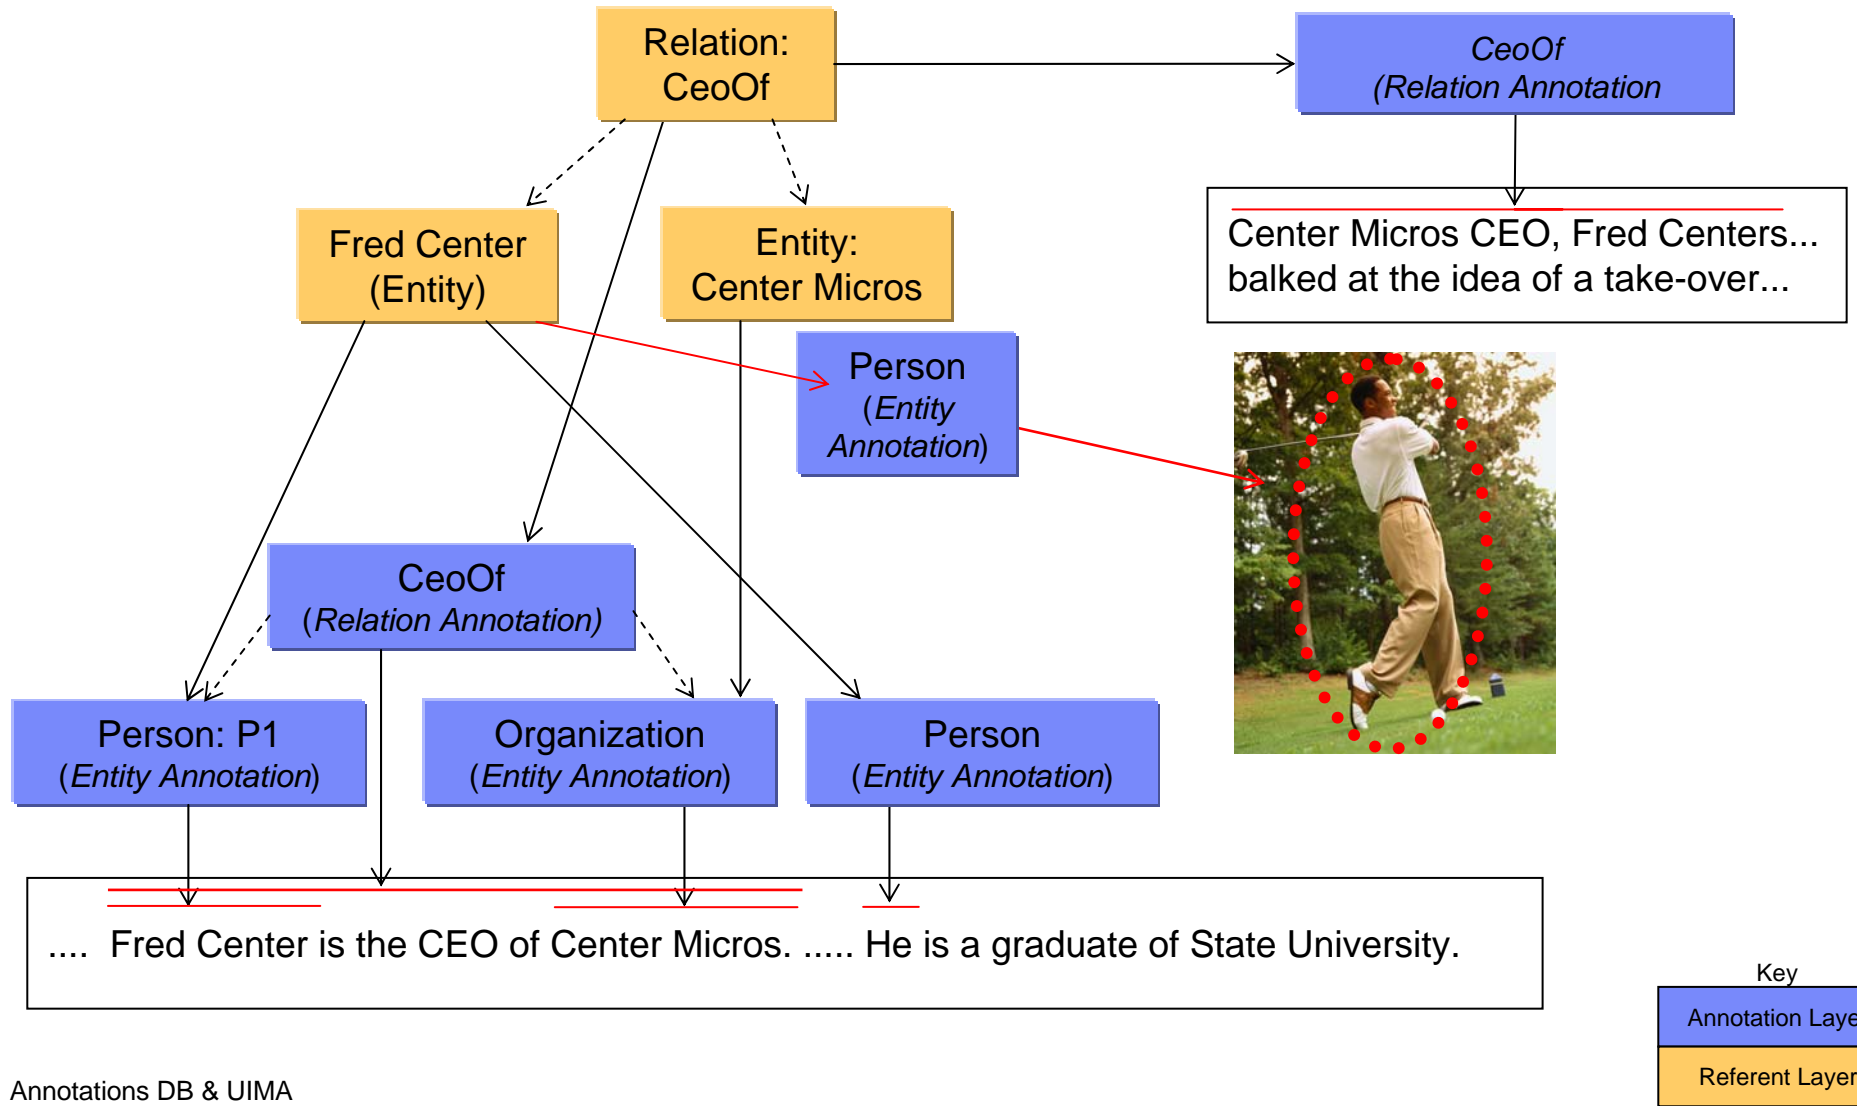 Relation:
CeoOf
CeoOf
(Relation Annotation
Fred Center
(Entity)
Entity:
Center Micros
Center Micros CEO, Fred Centers...
balked at the idea of a take-over...
Person
(Entity
Annotation)
CeoOf
(Relation Annotation)
Person: P1
(Entity Annotation)
Organization
(Entity Annotation)
Person
(Entity Annotation)
.... Fred Center is the CEO of Center Micros. ..... He is a graduate of State University.
Key
Annotation Laye
Referent Layer
Annotations DB & UIMA